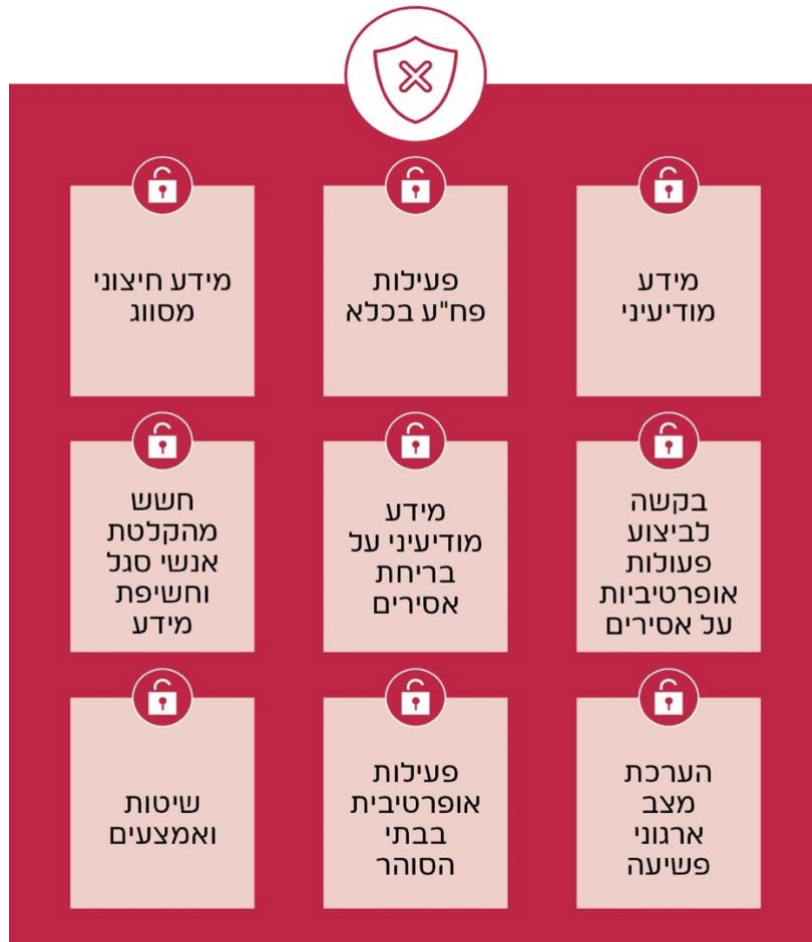 מידע
מודיעיני
פעילות
פח"ע בכלא
מידע חיצוני
מסווג
בקשה
לביצוע
פעולות
אופרטיביות
על אסירים
מידע
מודיעיני על
בריחת
אסירים
חשש
מהקלטת
אנשי סגל
וחשיפת
מידע
הערכת
מצב
ארגוני
פשיעה
פעילות
אופרטיבית
בבתי
הסוהר
שיטות
ואמצעים